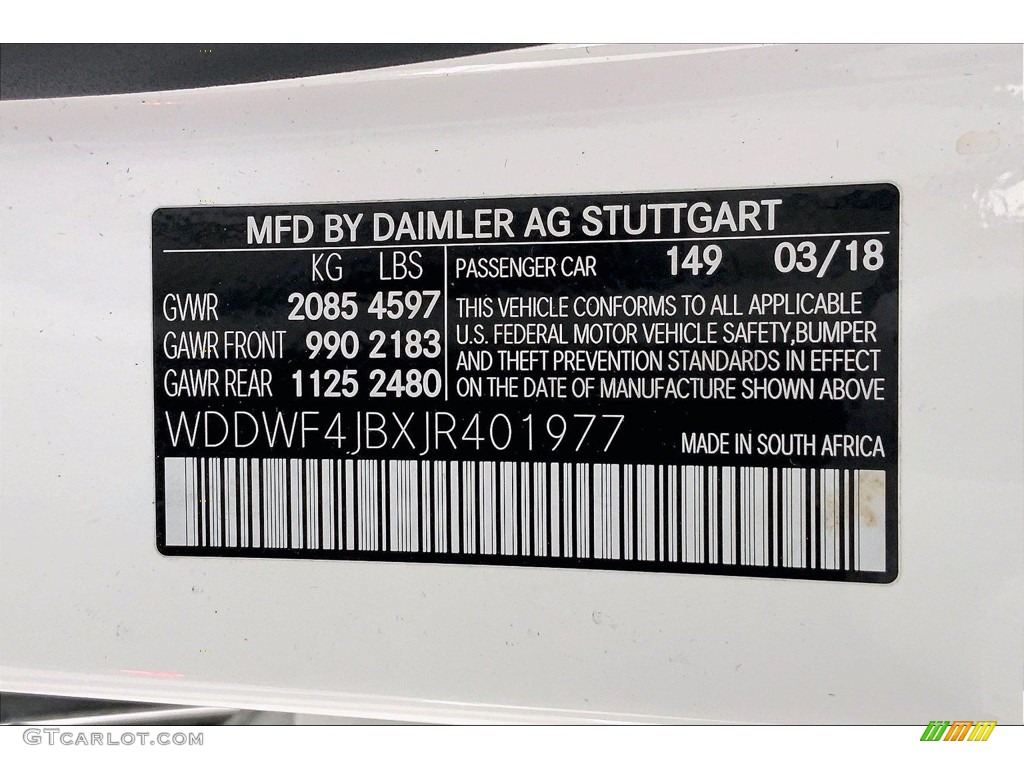 MFD BY DAIMLER AG STUTTGART
KG LBS
GVWR 2085 4597
GAWR FRONT 990 2183
GAWR REAR 1125 2480
PASSENGER CAR 149 03/18
THIS VEHICLE CONFORMS TO ALL APPLICABLE
U.S. FEDERAL MOTOR VEHICLE SAFETY,BUMPER
AND THEFT PREVENTION STANDARDS IN EFFECT
ON THE DATE OF MANUFACTURE SHOWN ABOVE
WDDWF4JBXJR401977
MADE IN SOUTH AFRICA
GTcarlot.com